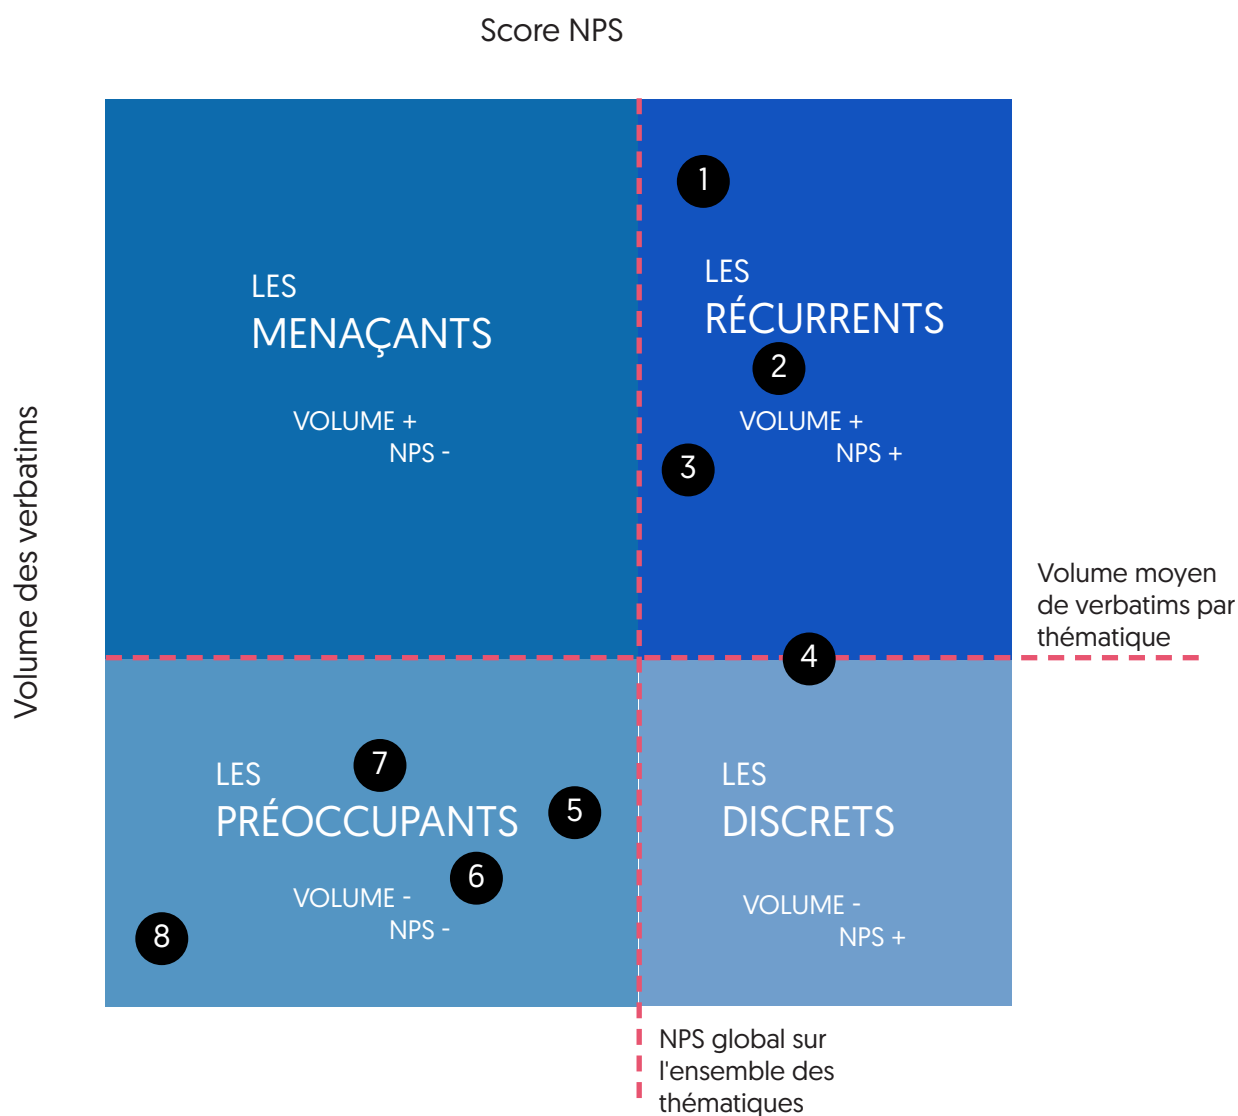 Score NPS
Volume des verbatims
1
LES
MENAÇANTS
VOLUME +
NPS -
LES
RÉCURRENTS
2
VOLUME +
NPS +
3
Volume moyen
de verbatims par
thématique
4
7
LES
PRÉOCCUPANTS
5
6
VOLUME -
NPS -
8
LES
DISCRETS
VOLUME -
NPS +
NPS global sur
l'ensemble des
thématiques